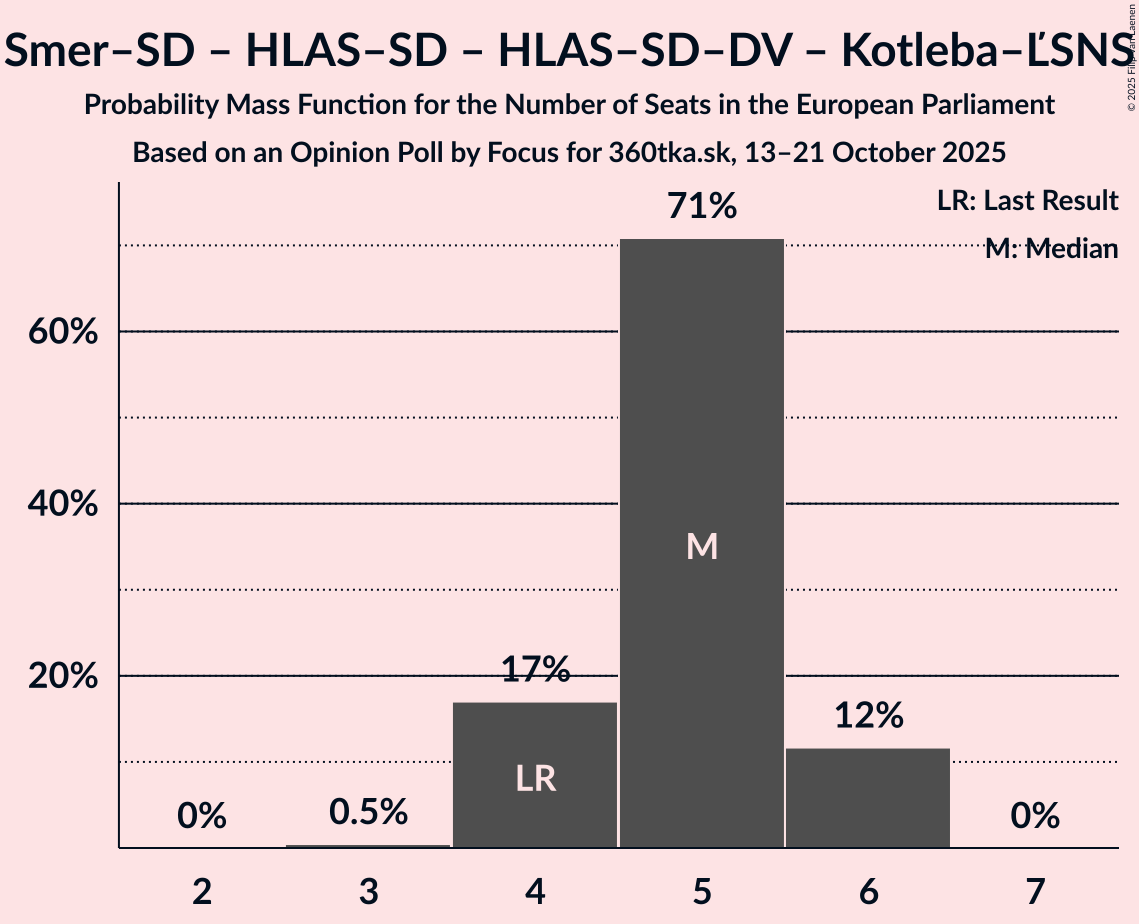 Smer–SD – HLAS–SD – HLAS–SD–DV – Kotleba–ĽSNS
Probability Mass Function for the Number of Seats in the European Parliament
Based on an Opinion Poll by Focus for 360tka.sk, 13–21 October 2025
© 2025 Filip van Laenen
LR: Last Result
M: Median
71%
60%
40%
20%
M
17%
12%
LR
0%
0.5%
0%
2 3 4 5 6 7